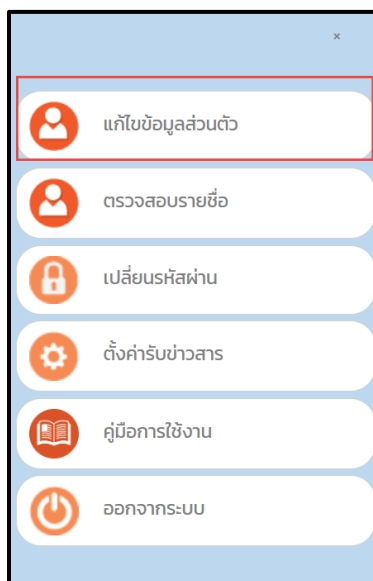 ×
แก้ไขข้อมูลส่วนตัว
ตรวจสอบรายชื่อ
เปลี่ยนรหัสผ่าน
ตั้งค่ารับข่าวสาร
คู่มือการใช้งาน
ออกจากระบบ